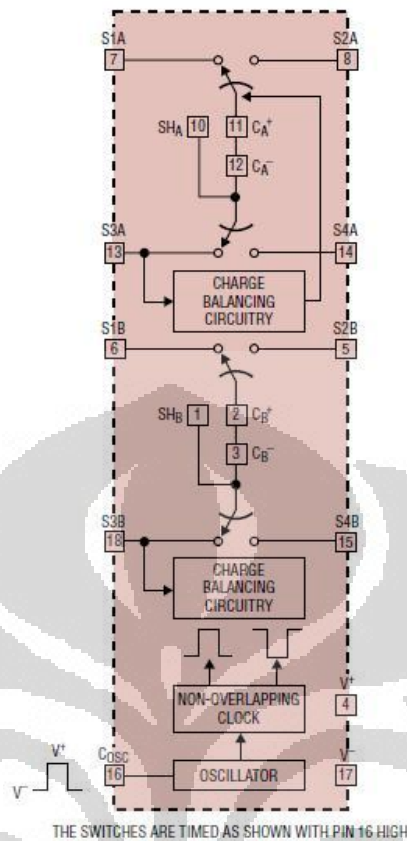 S1A S2A
7 8
SHA 10 11 CA+
12 CA−
S3A S4A
13 14
CHARGE
BALANCING
CIRCUITRY
S1B S2B
6 5
SHB 1 2 CB+
3 CB−
S3B S4B
18 15
CHARGE
BALANCING
CIRCUITRY
V+
NON-OVERLAPPING
CLOCK
4
V+ COSC V−
16 OSCILLATOR 17
V−
THE SWITCHES ARE TIMED AS SHOWN WITH PIN 16 HIGH